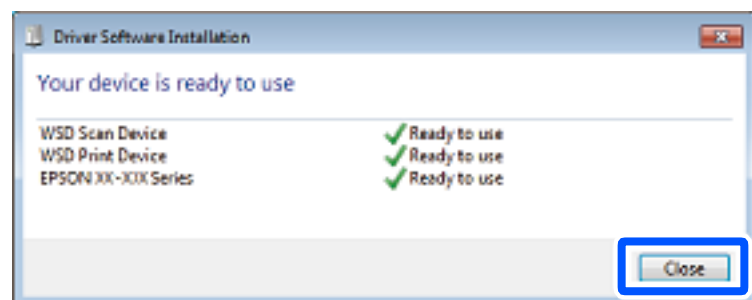 Driver Software Installation
Your device is ready to use
WSD Scan Device Ready to use
WSD Print Device Ready to use
EPSON XX-XXX Series Ready to use
Close